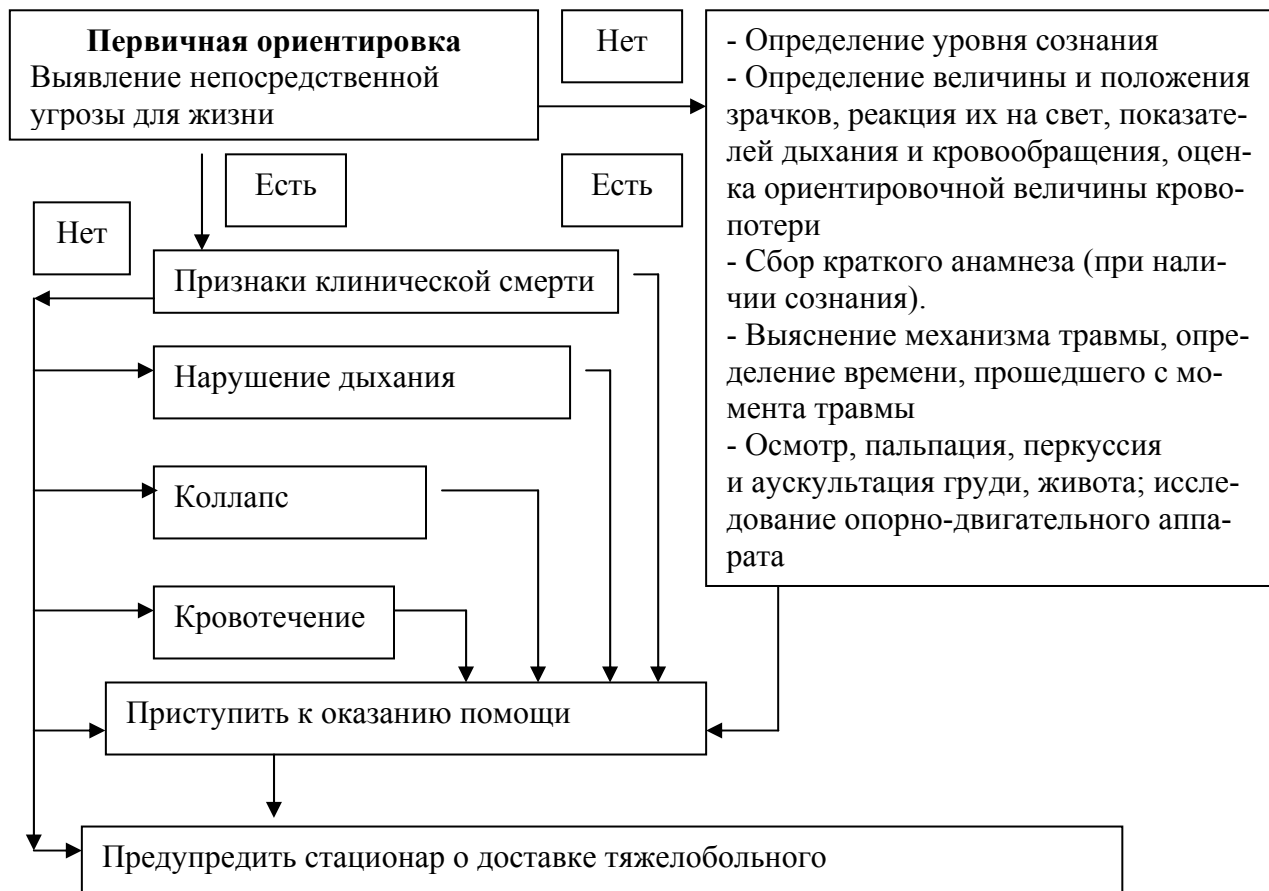 Первичная ориентировка
Выявление непосредственной
угрозы для жизни
Нет
- Определение уровня сознания
- Определение величины и положения
зрачков, реакция их на свет, показате-
лей дыхания и кровообращения, оцен-
ка ориентировочной величины крово-
потери
- Сбор краткого анамнеза (при нали-
чии сознания).
- Выяснение механизма травмы, опре-
деление времени, прошедшего с мо-
мента травмы
- Осмотр, пальпация, перкуссия
и аускультация груди, живота; иссле-
дование опорно-двигательного аппа-
рата
Есть
Есть
Нет
Признаки клинической смерти
Нарушение дыхания
Коллапс
Кровотечение
Приступить к оказанию помощи
Предупредить стационар о доставке тяжелобольного